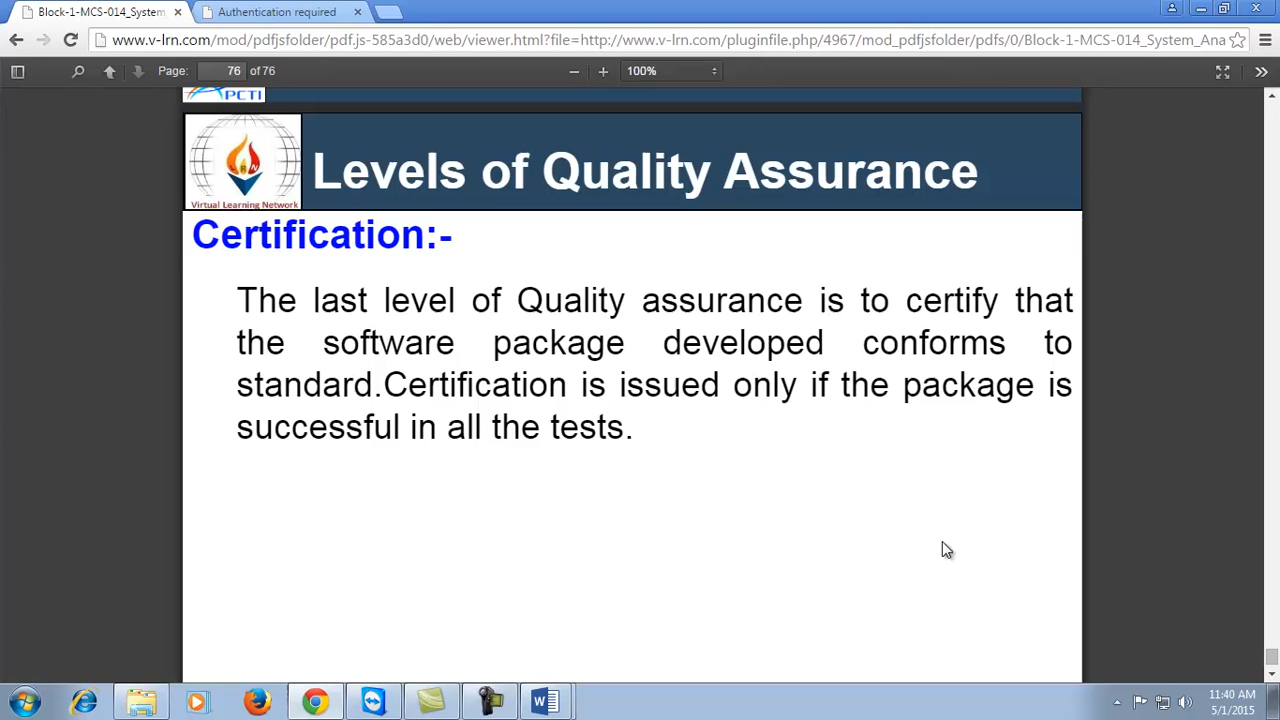 Block-1-MCS-014_System
Authentication required
www.v-lrn.com/mod/pdfjsfolder/pdf.js-585a3d0/web/viewer.html?file=http://www.v-lrn.com/pluginfile.php/4967/mod_pdfjsfolder/pdfs/0/Block-1-MCS-014_System_Ana
Page: 76 of 76
100%
PCTI
LRN
Virtual Learning Network
Levels of Quality Assurance
Certification:-
The last level of Quality assurance is to certify that
the software package developed conforms to
standard.Certification is issued only if the package is
successful in all the tests.
11:40 AM
5/1/2015